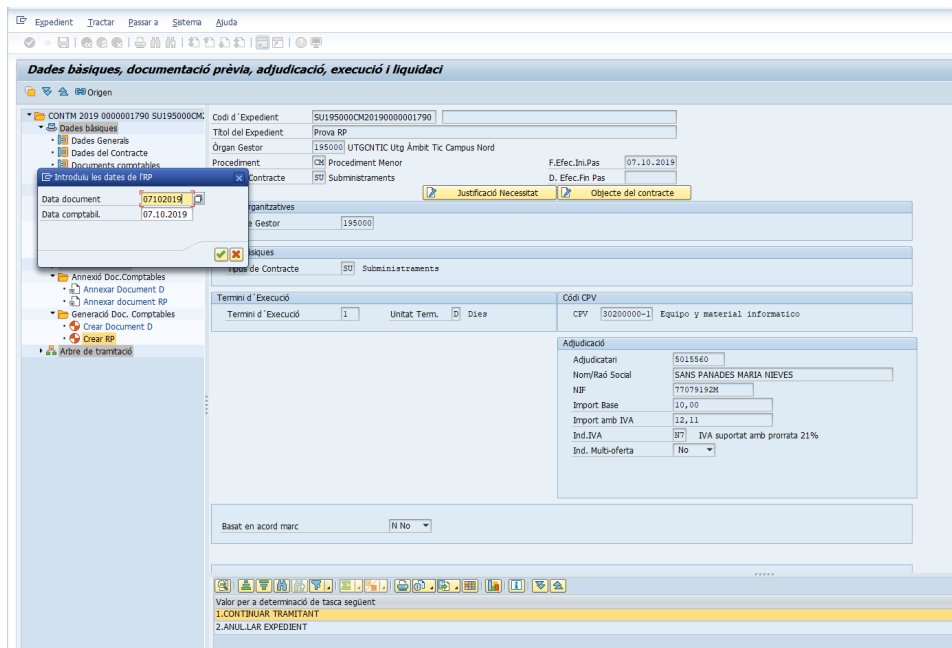 Expedient Tractar Passar a Sistema Ajuda
Dades bàsiques, documentació prèvia, adjudicació, execució i liquidaci
Origen
CONTM 2019 0000001790 SU195000CM2
Dades bàsiques
Dades Generals
Dades del Contracte
Documents comptables
Introduïu les dates de l'RP
Data document 07102019
Data comptabil. 07.10.2019
Annexió Doc.Comptables
Annexar Document D
Annexar document RP
Generació Doc. Comptables
Crear Document D
Crear RP
Arbre de tramitació
Codi d´Expedient SU195000CM20190000001790
Títol del Expedient Prova RP
Òrgan Gestor 195000 UTGCNTIC Utg Àmbit Tic Campus Nord
Procediment CM Procediment Menor F.Efec.Ini.Pas 07.10.2019
Contracte SU Subministraments D. Efec.Fin Pas
Justificació Necessitat Objecte del contracte
rganitzatives
e Gestor 195000
àsiques
Tipus de Contracte SU Subministraments
Termini d´Execució
Termini d´Execució 1 Unitat Term. D Dies
Códi CPV
CPV 30200000-1 Equipo y material informatico
Adjudicació
Adjudicatari 5015560
Nom/Raó Social SANS PANADES MARIA NIEVES
NIF 77079192M
Import Base 10,00
Import amb IVA 12,11
Ind.IVA N7 IVA suportat amb prorrata 21%
Ind. Multi-oferta No
Basat en acord marc N No
Valor per a determinació de tasca següent
1.CONTINUAR TRAMITANT
2.ANUL.LAR EXPEDIENT